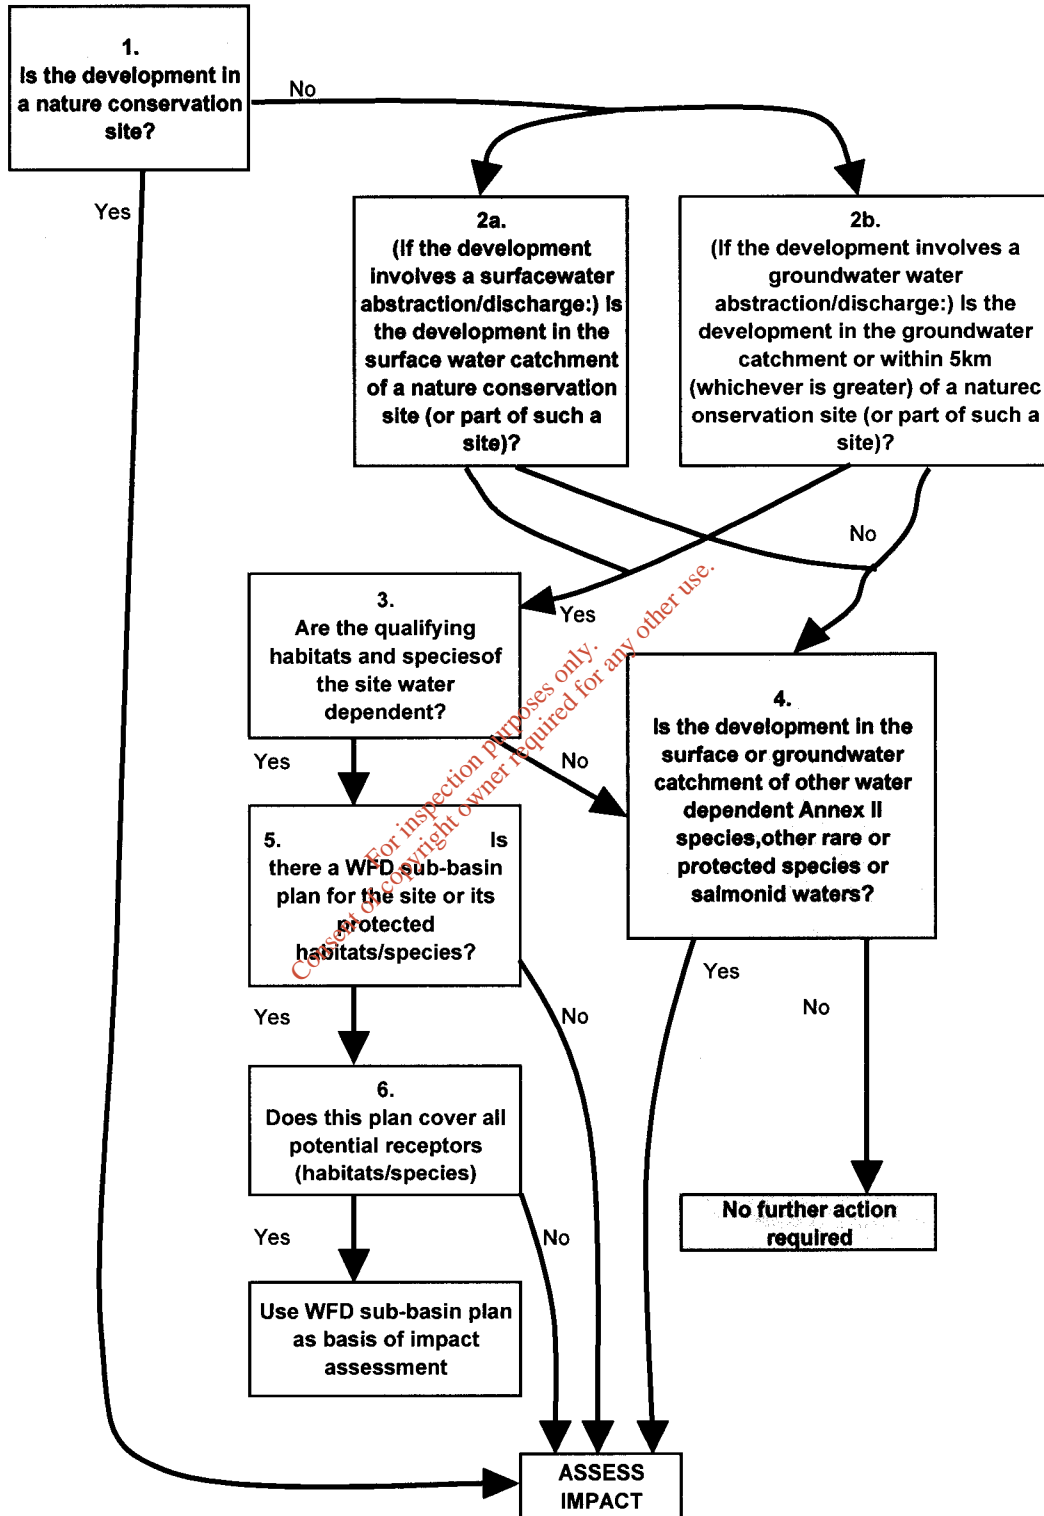 1.
Is the development in
a nature conservation
site?
No
Yes
2a.
(If the development
involves a surfacewater
abstraction/discharge:) Is
the development in the
surface water catchment
of a nature conservation
site (or part of such a
site)?
2b.
(If the development involves a
groundwater water
abstraction/discharge:) Is the
development in the groundwater
catchment or within 5km
(whichever is greater) of a naturec
onservation site (or part of such a
site)?
No
Yes
3.
Are the qualifying
habitats and speciesof
the site water
dependent?
Yes
No
4.
Is the development in the
surface or groundwater
catchment of other water
dependent Annex II
species,other rare or
protected species or
salmonid waters?
5. Is
there a WFD sub-basin
plan for the site or its
protected
habitats/species?
Yes
No
Yes
No
6.
Does this plan cover all
potential receptors
(habitats/species)
Yes
No
No further action
required
Use WFD sub-basin plan
as basis of impact
assessment
ASSESS
IMPACT
For inspection purposes only.
Consent of copyright owner required for any other use.